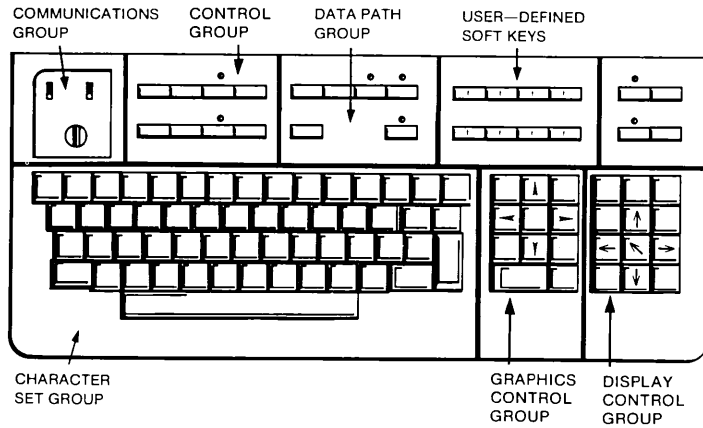 COMMUNICATIONS
GROUP
CONTROL
GROUP
DATA PATH
GROUP
USER—DEFINED
SOFT KEYS
CHARACTER
SET GROUP
GRAPHICS
CONTROL
GROUP
DISPLAY
CONTROL
GROUP